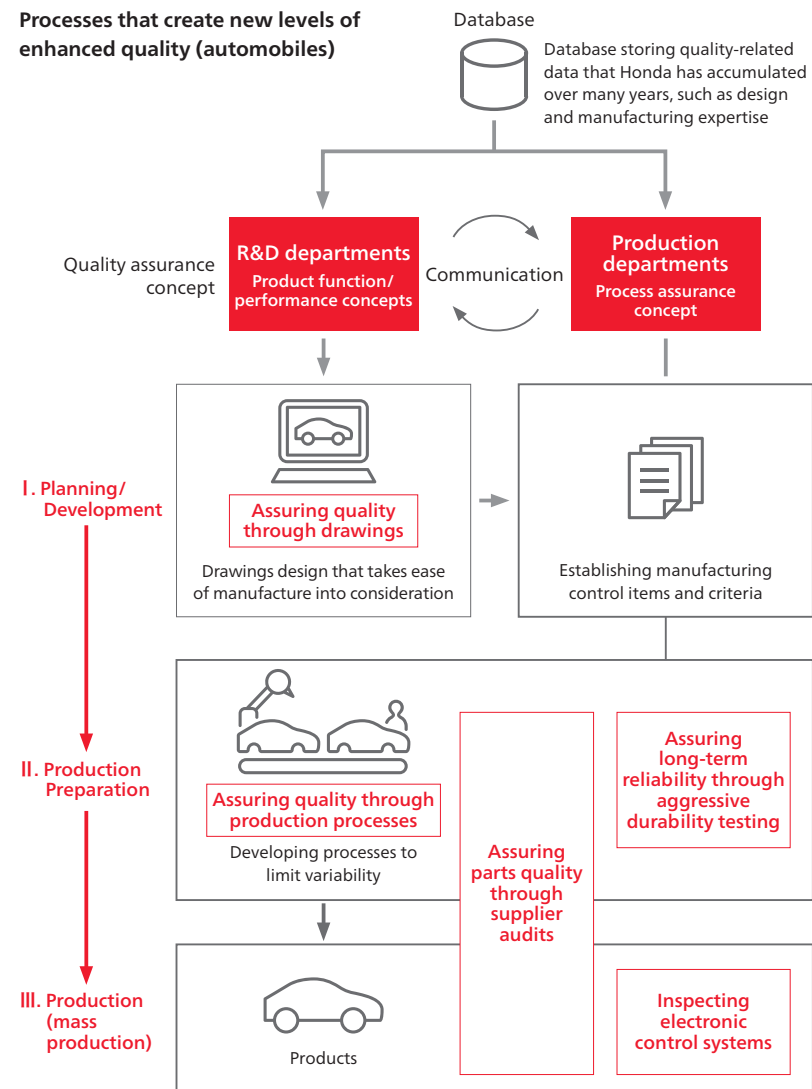 Processes that create new levels of
enhanced quality (automobiles)
Database
Database storing quality-related
data that Honda has accumulated
over many years, such as design
and manufacturing expertise
Quality assurance
concept
R&D departments
Product function/
performance concepts
Communication
Production
departments
Process assurance
concept
I. Planning/
Development
Assuring quality
through drawings
Drawings design that takes ease
of manufacture into consideration
Establishing manufacturing
control items and criteria
II. Production
Preparation
Assuring quality through
production processes
Developing processes to
limit variability
Assuring
parts quality
through
supplier
audits
Assuring
long-term
reliability through
aggressive
durability testing
III. Production
(mass
production)
Products
Inspecting
electronic
control systems